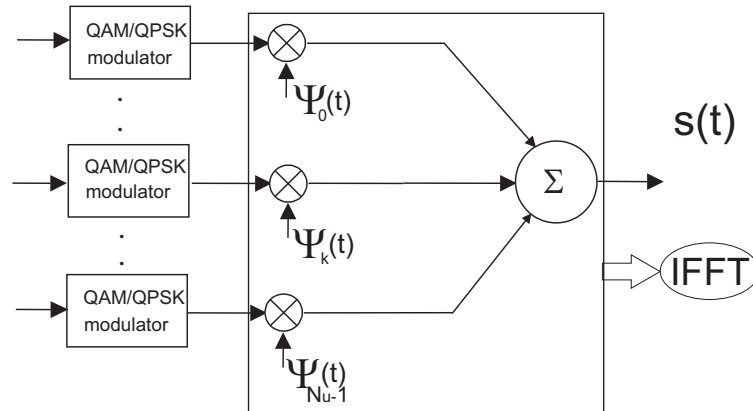 QAM/QPSK
modulator
Ψ0(t)
.
.
s(t)
QAM/QPSK
modulator
Σ
Ψk(t)
.
.
IFFT
QAM/QPSK
modulator
ΨNu-1(t)